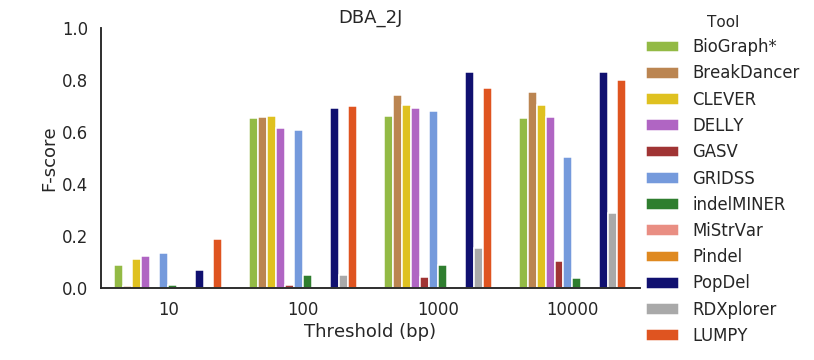 DBA_2J
1.0
0.8
0.6
0.4
0.2
0.0
F-score
10 100 1000 10000
Threshold (bp)
Tool
BioGraph*
BreakDancer
CLEVER
DELLY
GASV
GRIDSS
indelMINER
MiStrVar
Pindel
PopDel
RDXplorer
LUMPY